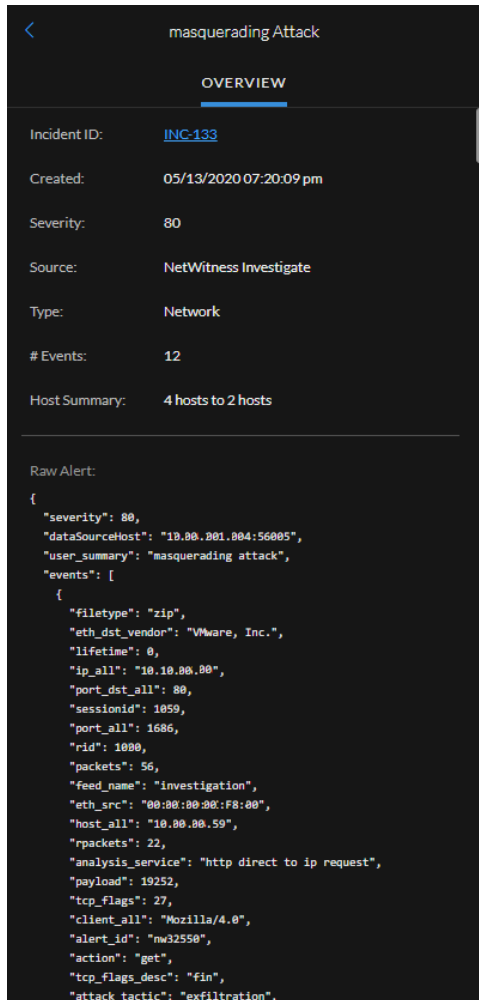 masquerading Attack
OVERVIEW
Incident ID: INC-133
Created: 05/13/2020 07:20:09 pm
Severity: 80
Source: NetWitness Investigate
Type: Network
# Events: 12
Host Summary: 4 hosts to 2 hosts
Raw Alert:
{
"severity": 80,
"dataSourceHost": "10.00.001.004:56005",
"user_summary": "masquerading attack",
"events": [
{
"filetype": "zip",
"eth_dst_vendor": "VMware, Inc.",
"lifetime": 0,
"ip_all": "10.10.00.00",
"port_dst_all": 80,
"sessionid": 1059,
"port_all": 1686,
"rid": 1000,
"packets": 56,
"feed_name": "investigation",
"eth_src": "00:00:00:00:F8:00",
"host_all": "10.00.00.59",
"rpackets": 22,
"analysis_service": "http direct to ip request",
"payload": 19252,
"tcp_flags": 27,
"client_all": "Mozilla/4.0",
"alert_id": "nw32550",
"action": "get",
"tcp_flags_desc": "fin",
"attack_tactic": "exfiltration",